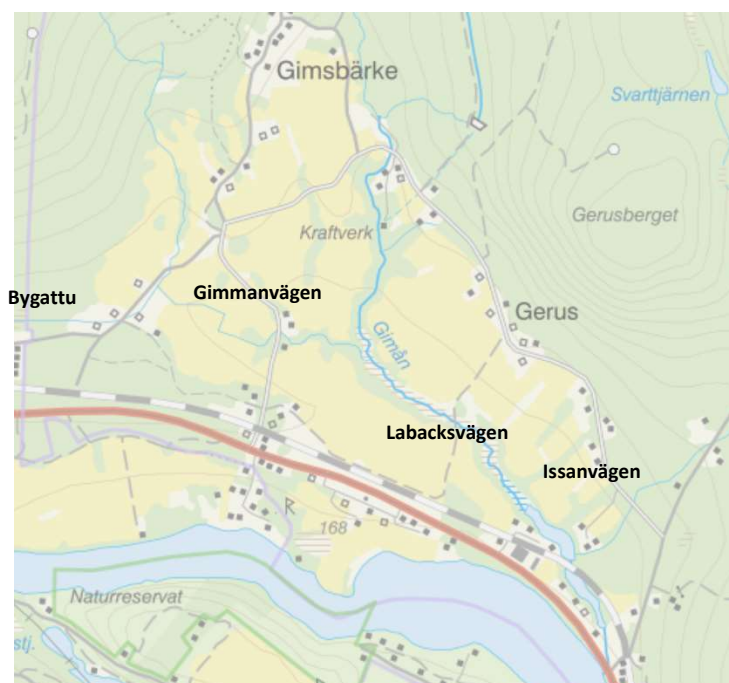 Gimsbärke
Svarttjärnen
Gerusberget
Kraftverk
Bygattu
Gimmanvägen
Gerus
Gimån
Labacksvägen
Issanvägen
168
Naturreservat
stj.